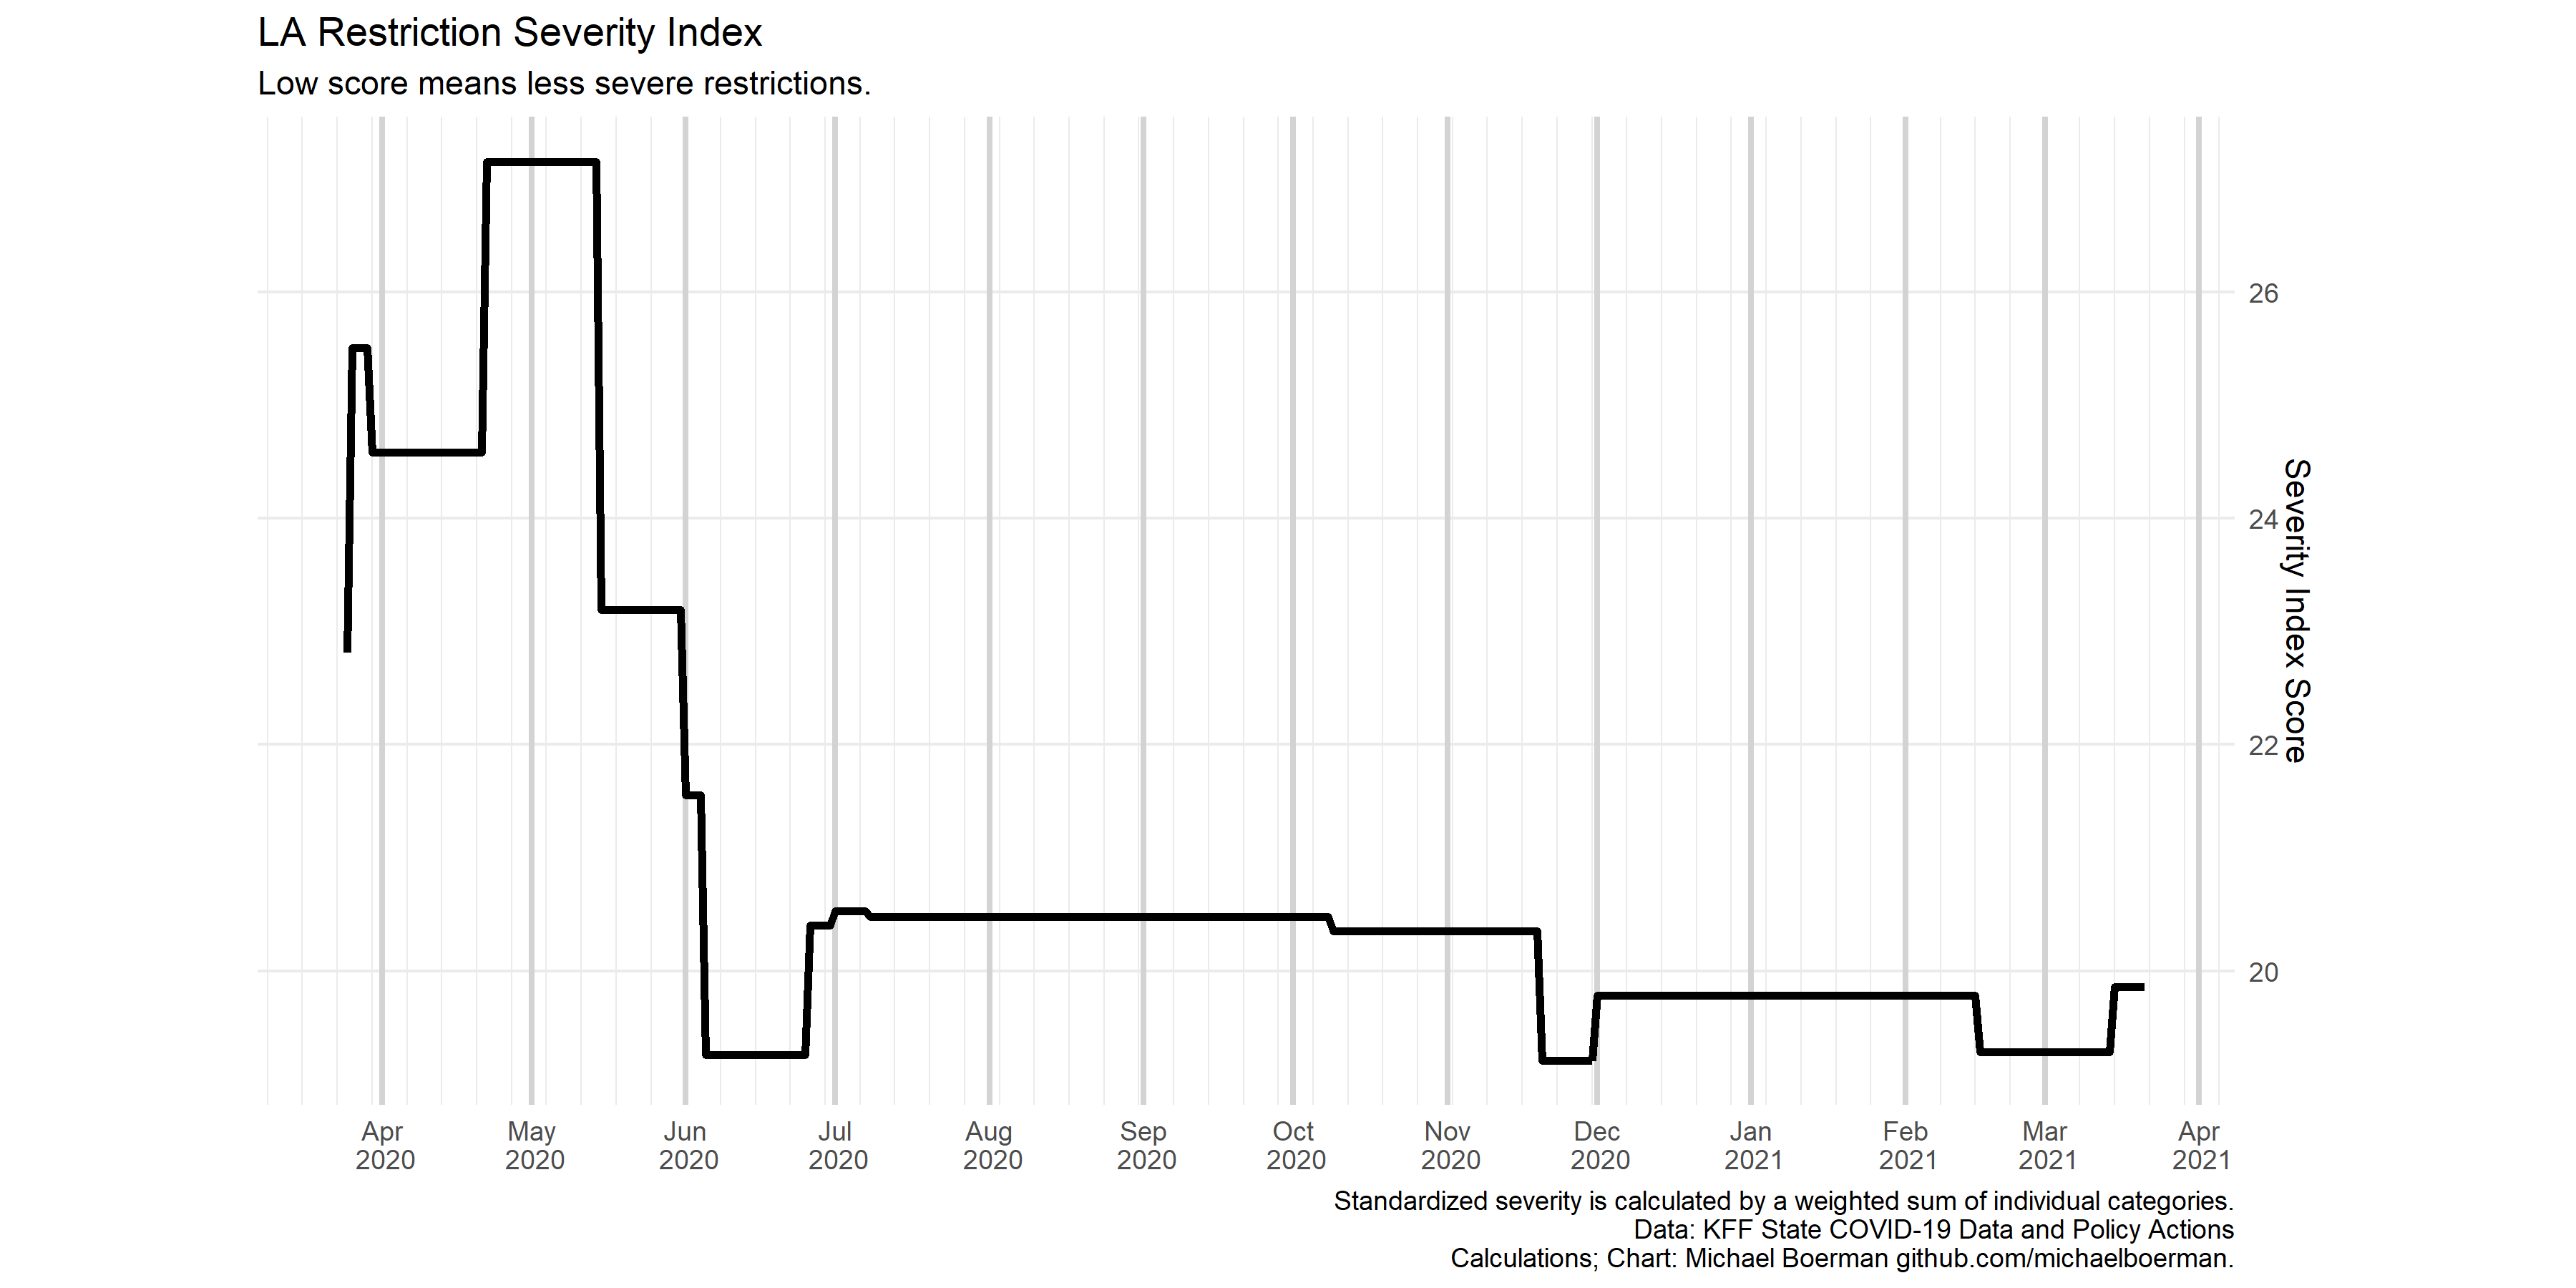 LA Restriction Severity Index
Low score means less severe restrictions.
26
24
22
20
Severity Index Score
Apr May Jun Jul Aug Sep Oct Nov Dec Jan Feb Mar Apr
2020 2020 2020 2020 2020 2020 2020 2020 2020 2021 2021 2021 2021
Standardized severity is calculated by a weighted sum of individual categories.
Data: KFF State COVID-19 Data and Policy Actions
Calculations; Chart: Michael Boerman github.com/michaelboerman.